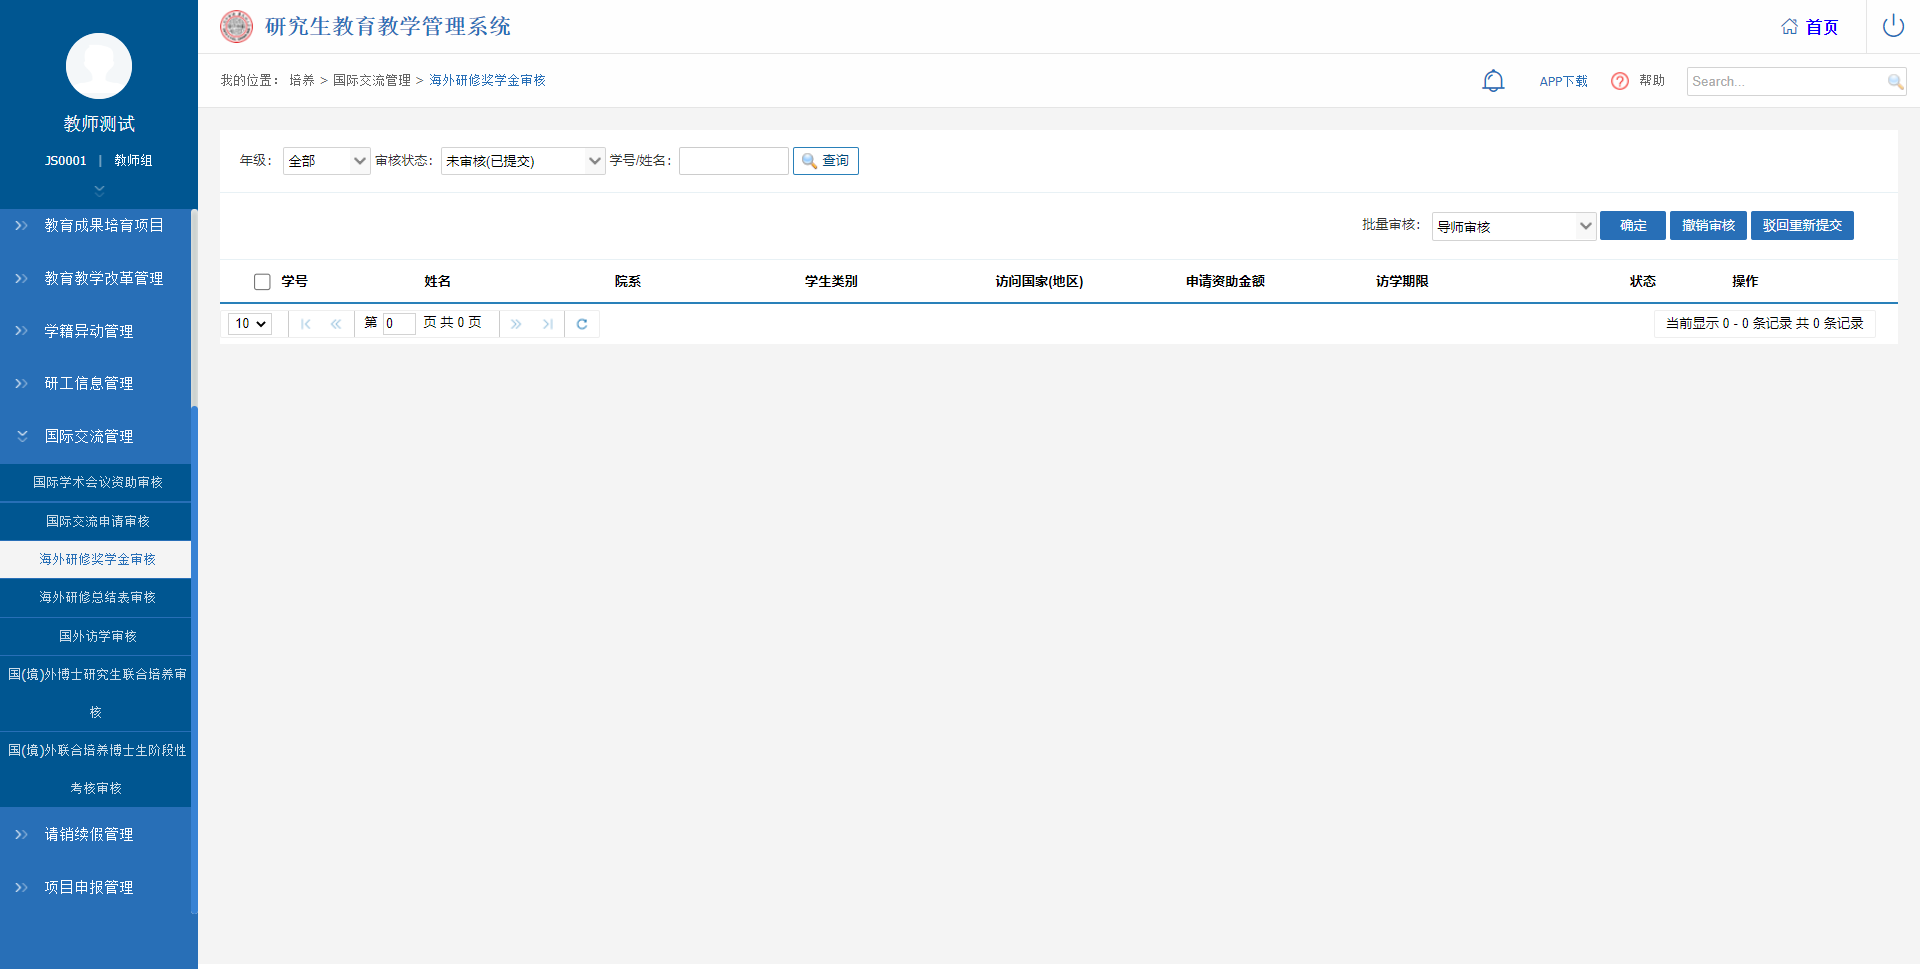 研究生教育教学管理系统
首页
教师测试
JS0001 | 教师组
我的位置： 培养 > 国际交流管理 > 海外研修奖学金审核
APP下载
帮助
Search...
教育成果培育项目
教育教学改革管理
学籍异动管理
研工信息管理
国际交流管理
国际学术会议资助审核
国际交流申请审核
海外研修奖学金审核
海外研修总结表审核
国外访学审核
国(境)外博士研究生联合培养审
核
国(境)外联合培养博士生阶段性
考核审核
请销续假管理
项目申报管理
年级： 全部 审核状态： 未审核(已提交) 学号/姓名： 查询
批量审核： 导师审核 确定 撤销审核 驳回重新提交
学号 姓名 院系 学生类别 访问国家(地区) 申请资助金额 访学期限 状态 操作
10 第 0 页 共 0 页 当前显示 0 - 0 条记录 共 0 条记录